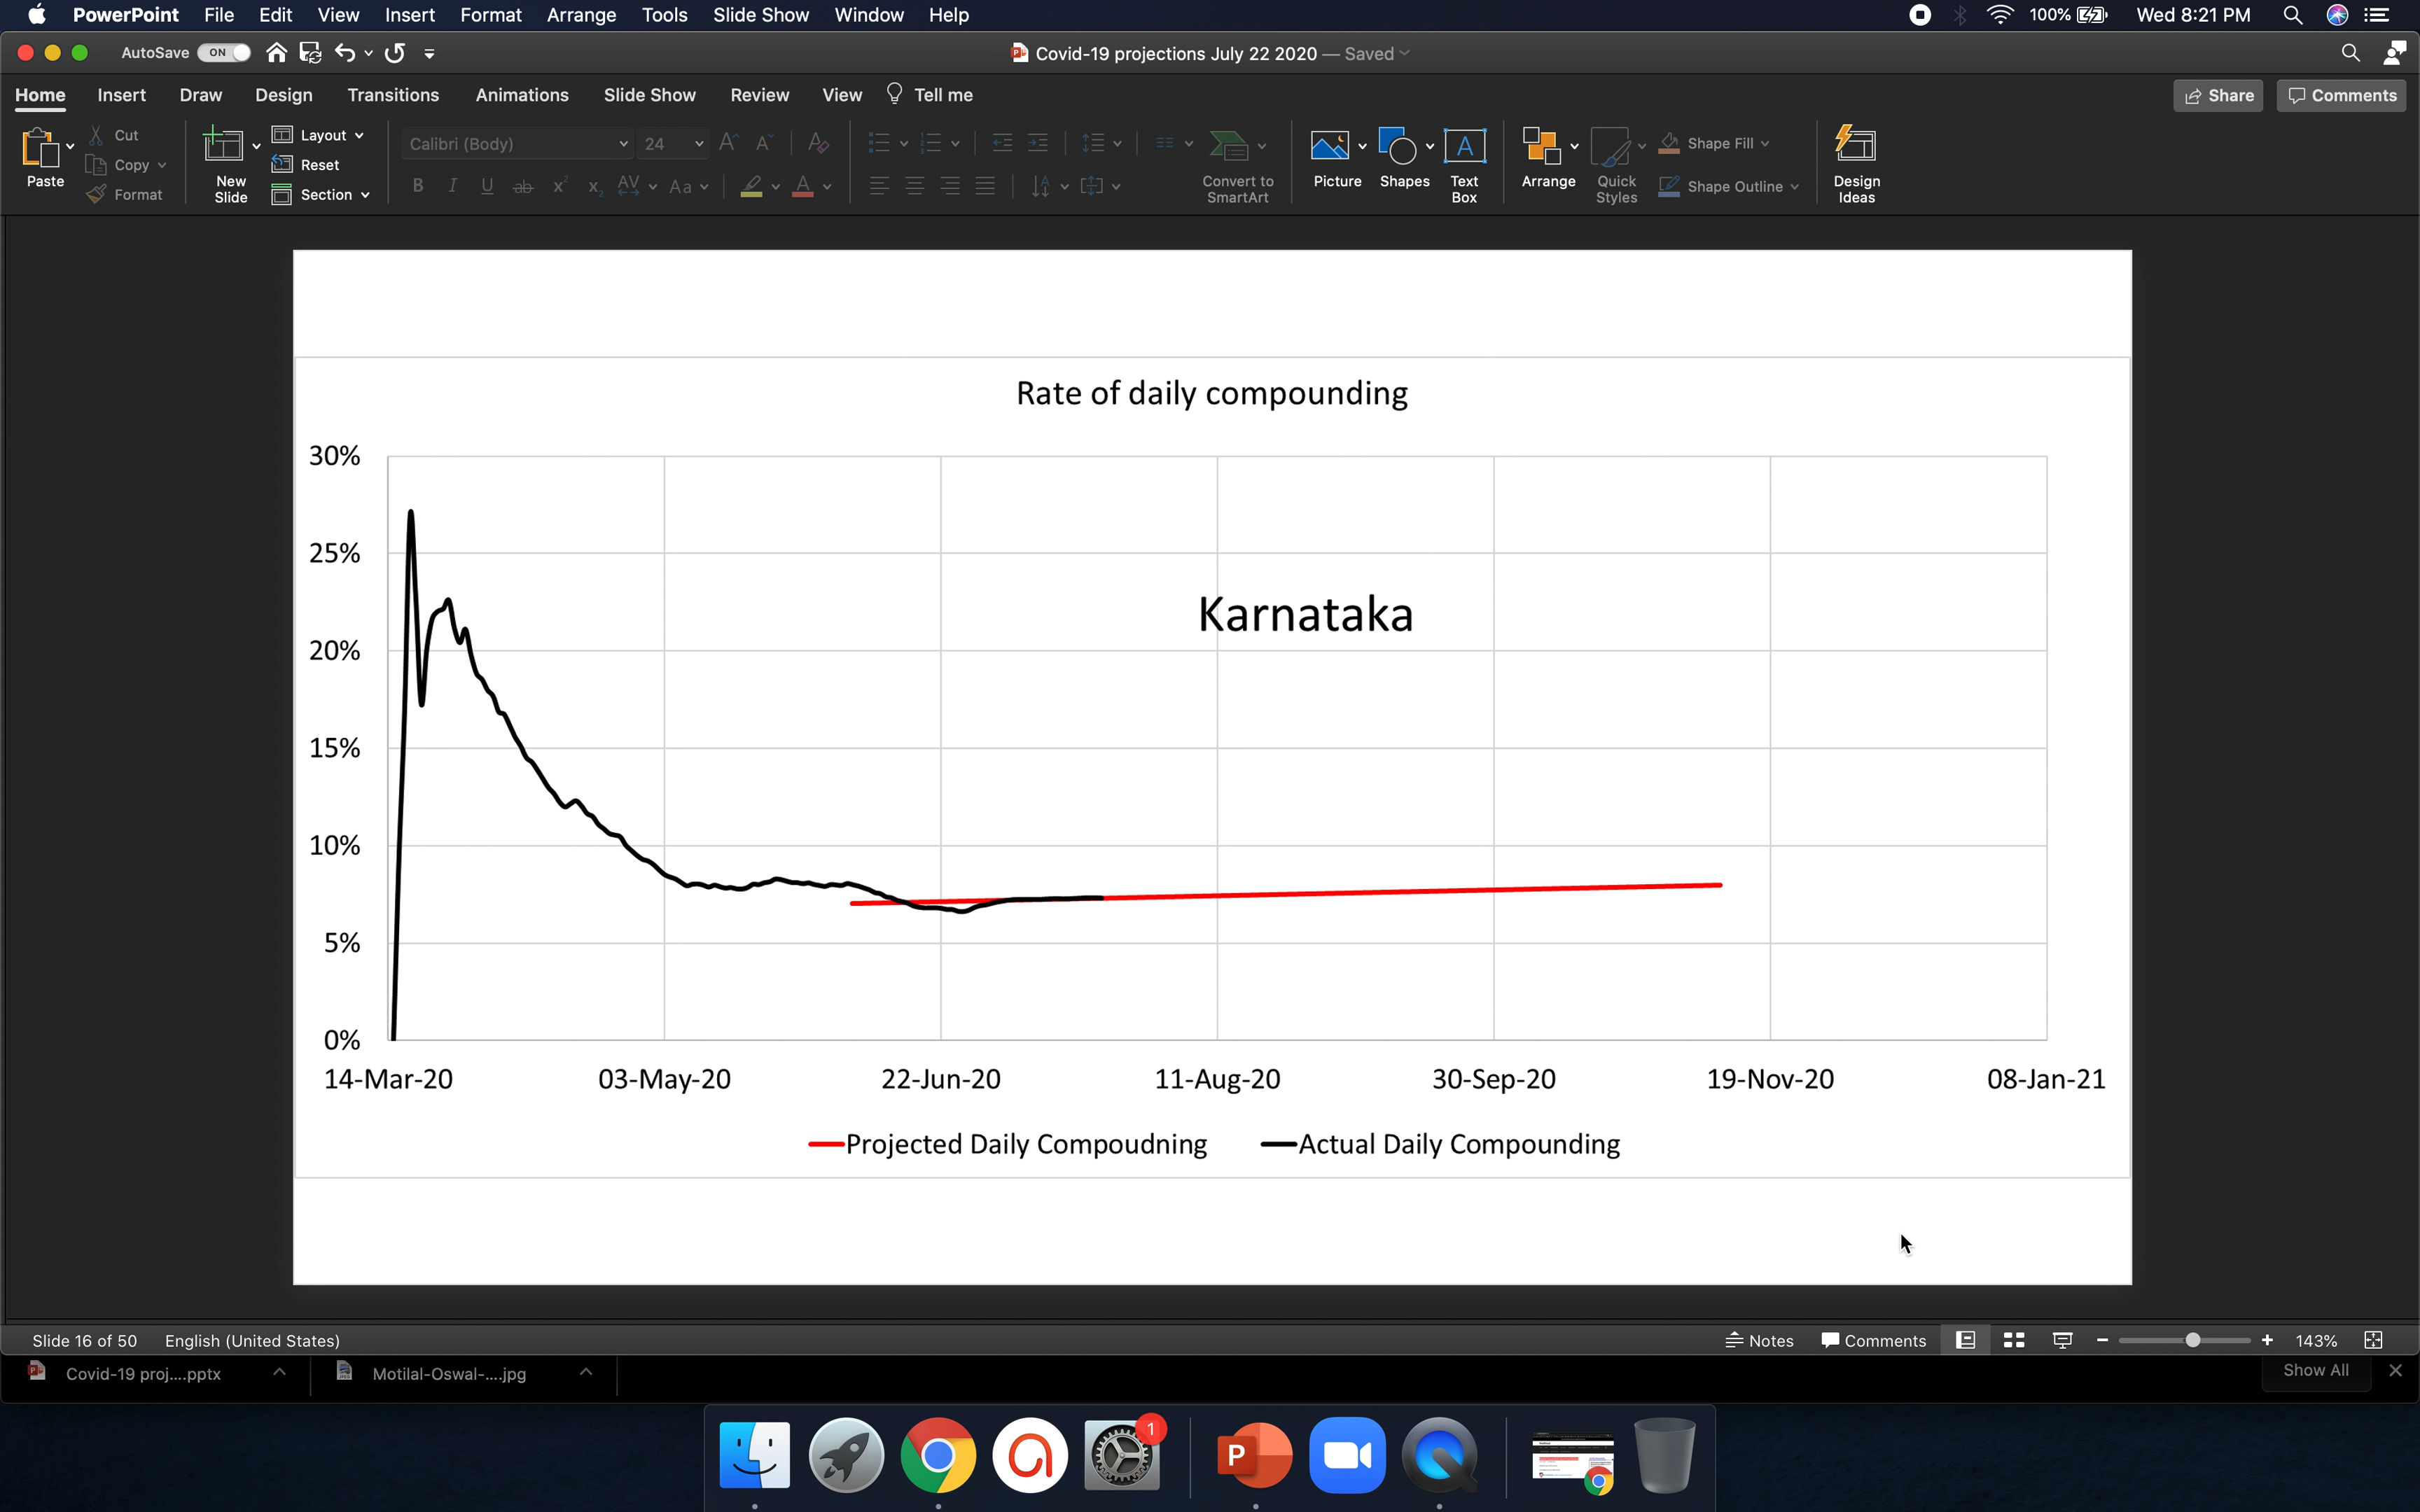 PowerPoint File Edit View Insert Format Arrange Tools Slide Show Window Help 100% Wed 8:21 PM
AutoSave ON Covid-19 projections July 22 2020 — Saved
Home Insert Draw Design Transitions Animations Slide Show Review View Tell me Share Comments
Paste Cut Copy Format
New Slide Layout Reset Section
Calibri (Body) 24
B I U ab x² x₂ AV Aa A
Convert to SmartArt
Picture Shapes Text Box
Arrange Quick Styles Shape Fill Shape Outline
Design Ideas
Rate of daily compounding
30%
25%
Karnataka
20%
15%
10%
5%
0%
14-Mar-20 03-May-20 22-Jun-20 11-Aug-20 30-Sep-20 19-Nov-20 08-Jan-21
Projected Daily Compoudning Actual Daily Compounding
Slide 16 of 50 English (United States) Notes Comments 143%
Covid-19 proj....pptx Motilal-Oswal-....jpg Show All
1
P